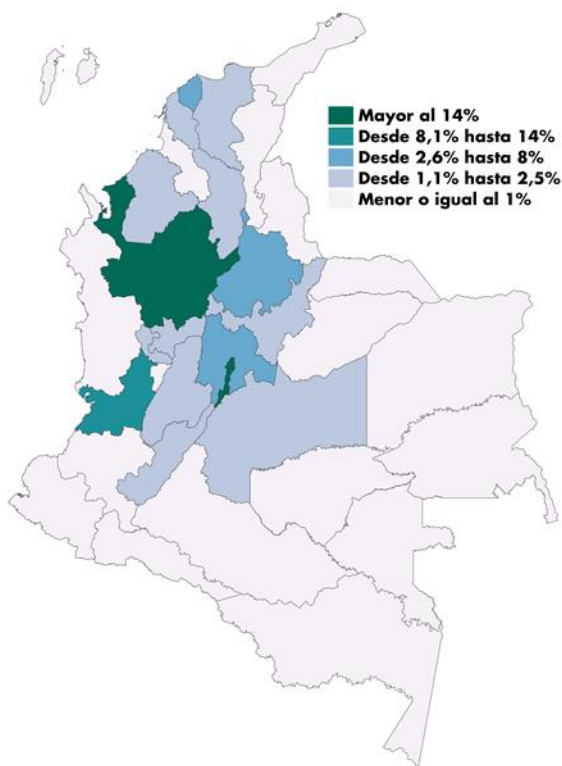 Mayor al 14%
Desde 8,1% hasta 14%
Desde 2,6% hasta 8%
Desde 1,1% hasta 2,5%
Menor o igual al 1%